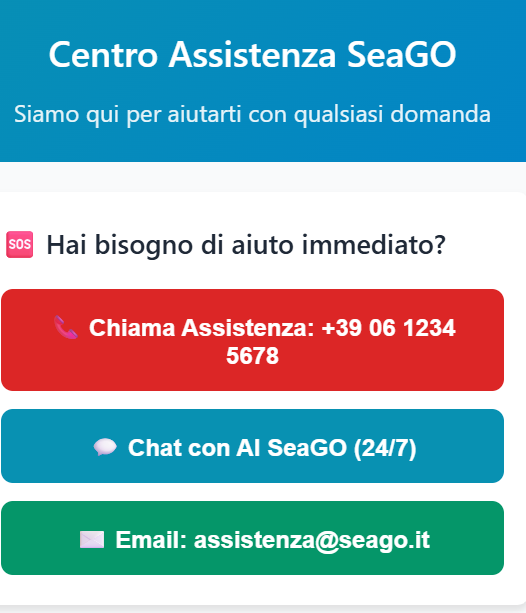 Centro Assistenza SeaGO
Siamo qui per aiutarti con qualsiasi domanda
🆘 Hai bisogno di aiuto immediato?
📞 Chiama Assistenza: +39 06 1234
5678
💬 Chat con AI SeaGO (24/7)
✉️ Email: assistenza@seago.it